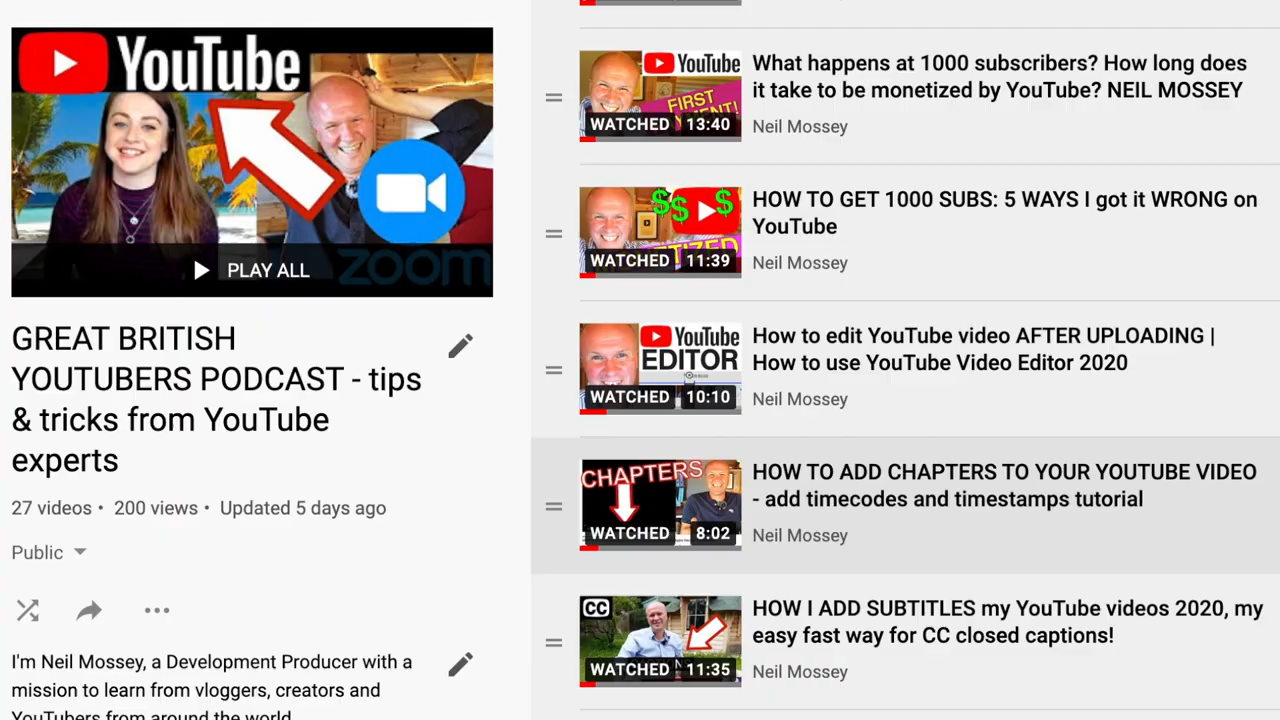 YouTube
zoom
PLAY ALL
GREAT BRITISH
YOUTUBERS PODCAST - tips
& tricks from YouTube
experts
27 videos • 200 views • Updated 5 days ago
Public
I'm Neil Mossey, a Development Producer with a
mission to learn from vloggers, creators and
YouTubers from around the world
YouTube
FIRST
WATCHED 13:40
What happens at 1000 subscribers? How long does
it take to be monetized by YouTube? NEIL MOSSEY
Neil Mossey
$$ $
WATCHED 11:39
HOW TO GET 1000 SUBS: 5 WAYS I got it WRONG on
YouTube
Neil Mossey
YouTube
EDITOR
WATCHED 10:10
How to edit YouTube video AFTER UPLOADING |
How to use YouTube Video Editor 2020
Neil Mossey
CHAPTERS
WATCHED 8:02
HOW TO ADD CHAPTERS TO YOUR YOUTUBE VIDEO
- add timecodes and timestamps tutorial
Neil Mossey
CC
WATCHED 11:35
HOW I ADD SUBTITLES my YouTube videos 2020, my
easy fast way for CC closed captions!
Neil Mossey